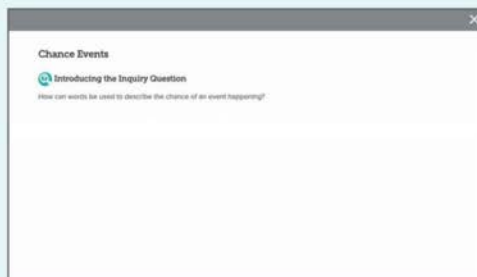 Chance Events
Introducing the Inquiry Question
How can words be used to describe the chance of an event happening?